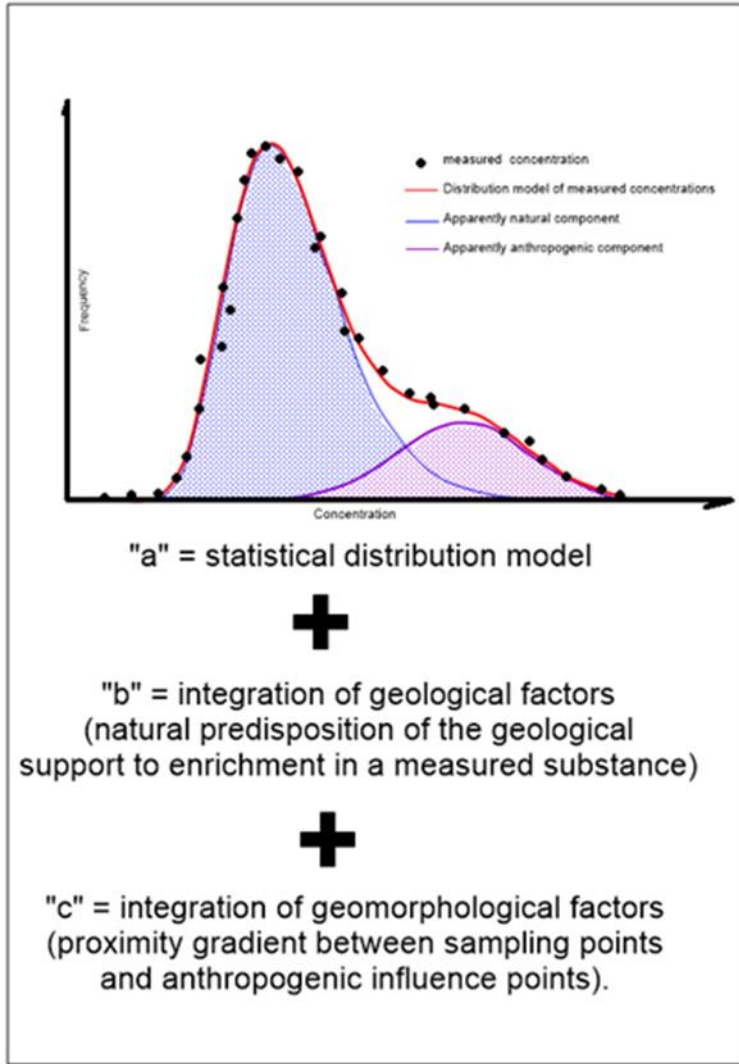 measured concentration
Distribution model of measured concentrations
Apparently natural component
Apparently anthropogenic component
Frequency
Concentration
"a" = statistical distribution model
+
"b" = integration of geological factors
(natural predisposition of the geological
support to enrichment in a measured substance)
+
"c" = integration of geomorphological factors
(proximity gradient between sampling points
and anthropogenic influence points).